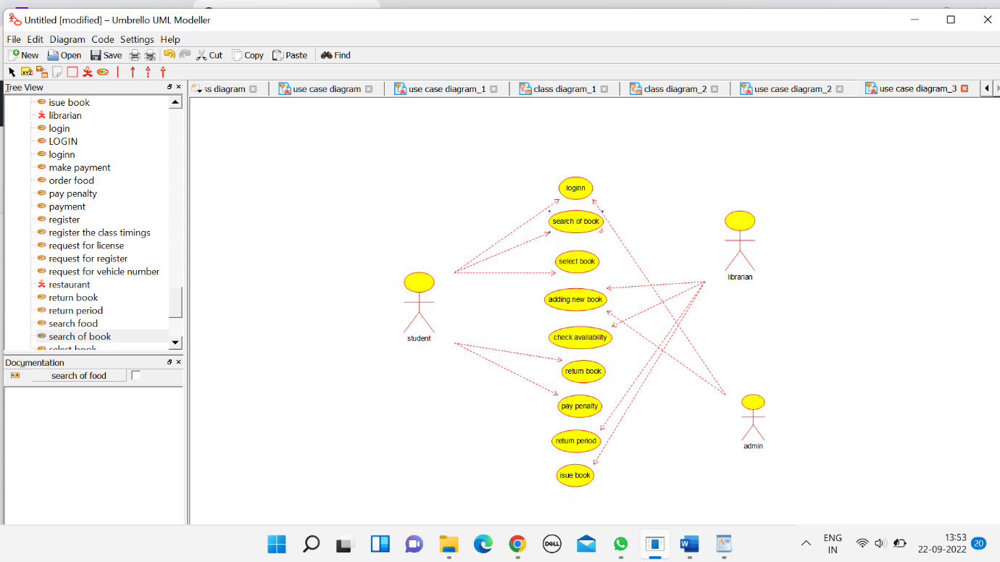 Untitled [modified] – Umbrello UML Modeller
File Edit Diagram Code Settings Help
New Open Save Cut Copy Paste Find
Tree View
ss diagram use case diagram use case diagram_1 class diagram_1 class diagram_2 use case diagram_2 use case diagram_3
isue book
librarian
login
LOGIN
loginn
make payment
order food
pay penalty
payment
register
register the class timings
request for license
request for register
request for vehicle number
restaurant
return book
return period
search food
search of book
select book
Documentation
search of food
loginn
search of book
select book
adding new book
check availability
return book
pay penalty
return period
isue book
student
librarian
admin
DELL
ENG
IN
13:53
22-09-2022
20